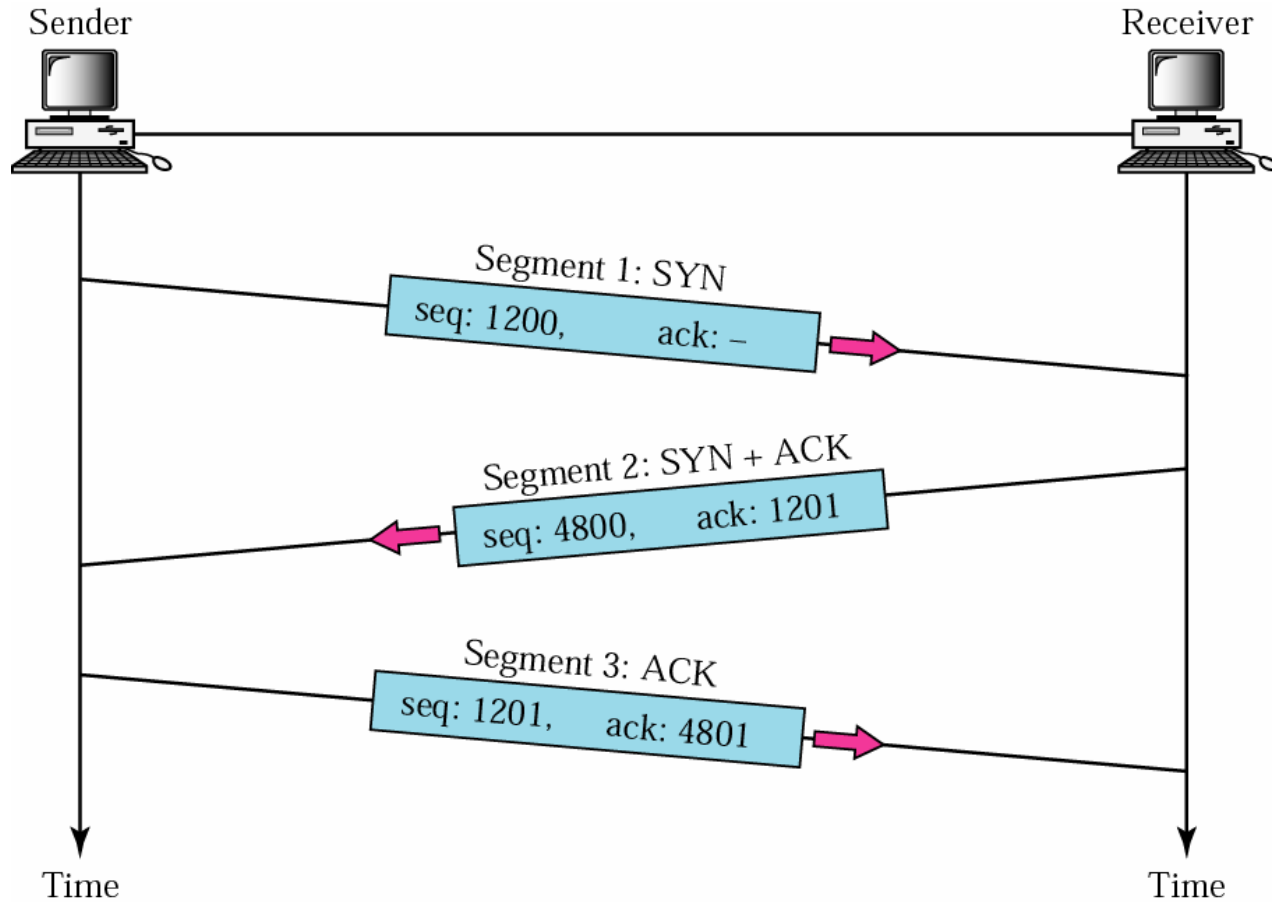 Sender
Receiver
Segment 1: SYN
seq: 1200, ack: –
Segment 2: SYN + ACK
seq: 4800, ack: 1201
Segment 3: ACK
seq: 1201, ack: 4801
Time
Time